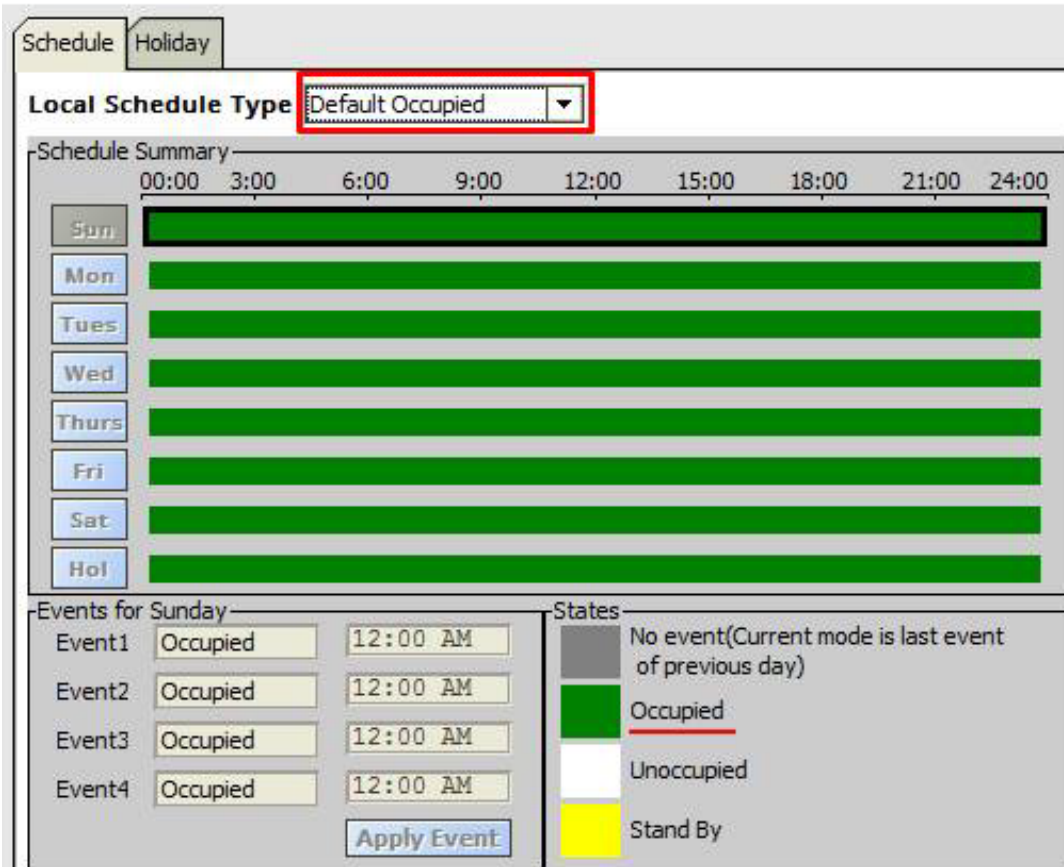 Schedule Holiday
Local Schedule Type Default Occupied
Schedule Summary
00:00 3:00 6:00 9:00 12:00 15:00 18:00 21:00 24:00
Sun
Mon
Tues
Wed
Thurs
Fri
Sat
Hol
Events for Sunday
Event1 Occupied 12:00 AM
Event2 Occupied 12:00 AM
Event3 Occupied 12:00 AM
Event4 Occupied 12:00 AM
Apply Event
States
No event(Current mode is last event
of previous day)
Occupied
Unoccupied
Stand By